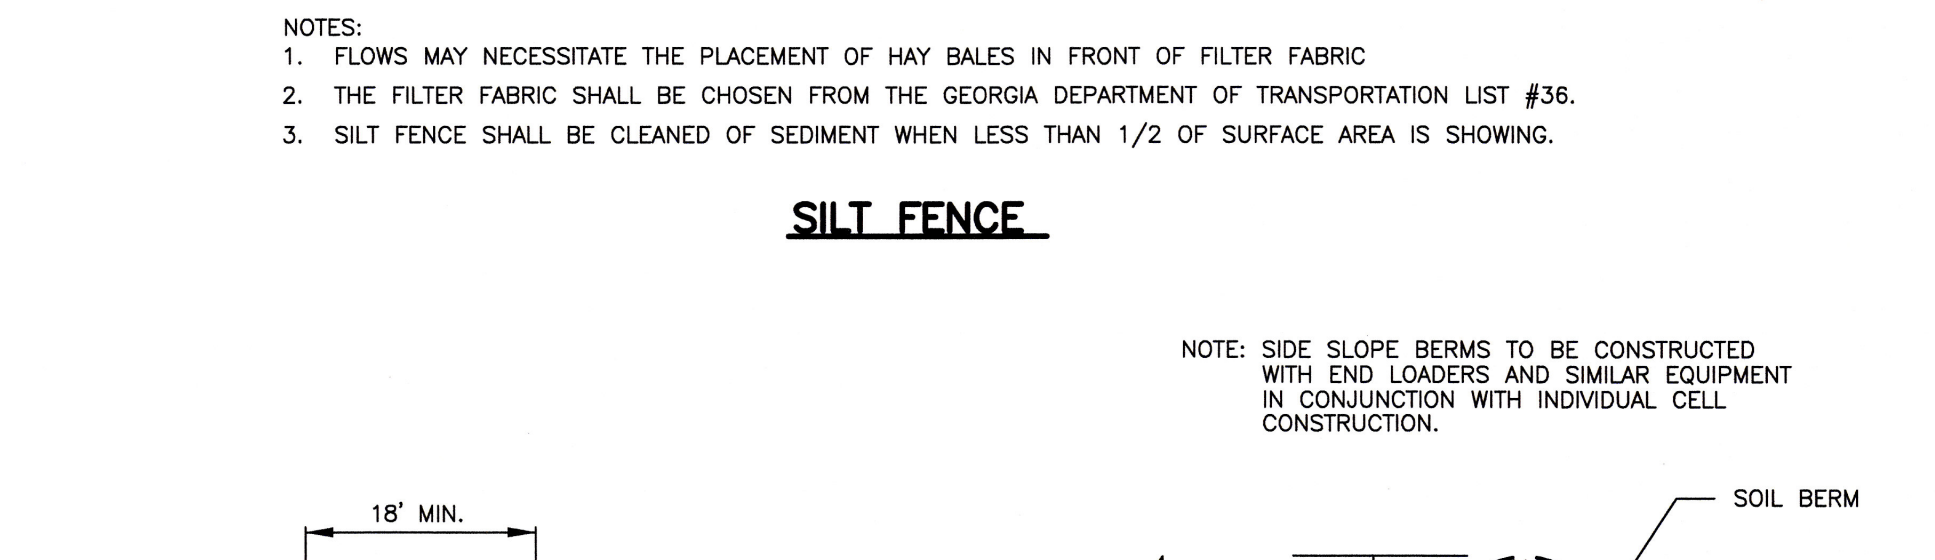 NOTES:
1. FLOWS MAY NECESSITATE THE PLACEMENT OF HAY BALES IN FRONT OF FILTER FABRIC
2. THE FILTER FABRIC SHALL BE CHOSEN FROM THE GEORGIA DEPARTMENT OF TRANSPORTATION LIST #36.
3. SILT FENCE SHALL BE CLEANED OF SEDIMENT WHEN LESS THAN 1/2 OF SURFACE AREA IS SHOWING.
SILT FENCE
NOTE: SIDE SLOPE BERMS TO BE CONSTRUCTED
WITH END LOADERS AND SIMILAR EQUIPMENT
IN CONJUNCTION WITH INDIVIDUAL CELL
CONSTRUCTION.
SOIL BERM
18' MIN.